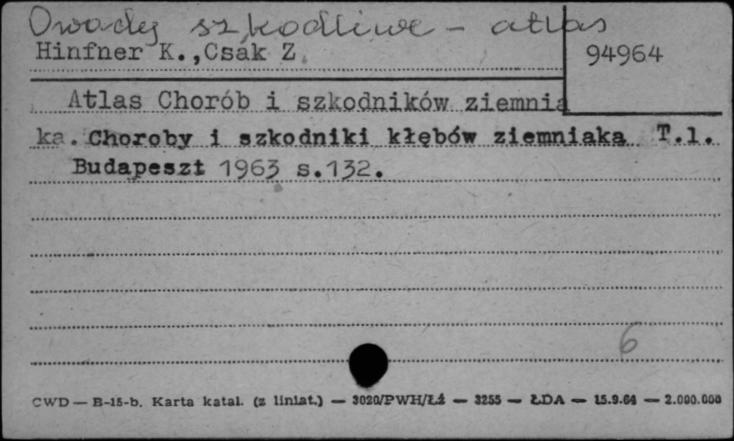 Owady szkodliwe - atlas
Hinfner K.,Csák Z. 94964
Atlas Chorób i szkodników ziemnia
ka. Choroby i szkodniki kłębów ziemniaka T.1.
Budapeszt 1963 s.132.
6
CWD — B-15-b. Karta katal. (z liniat.) — 3020/PWH/Łź — 3255 — ŁDA — 15.9.64 — 2.000.000